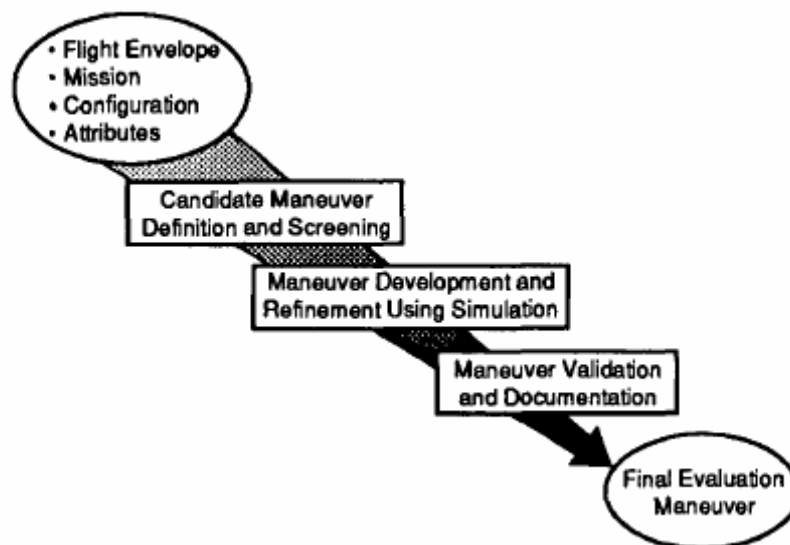 • Flight Envelope
• Mission
• Configuration
• Attributes
Candidate Maneuver
Definition and Screening
Maneuver Development and
Refinement Using Simulation
Maneuver Validation
and Documentation
Final Evaluation
Maneuver